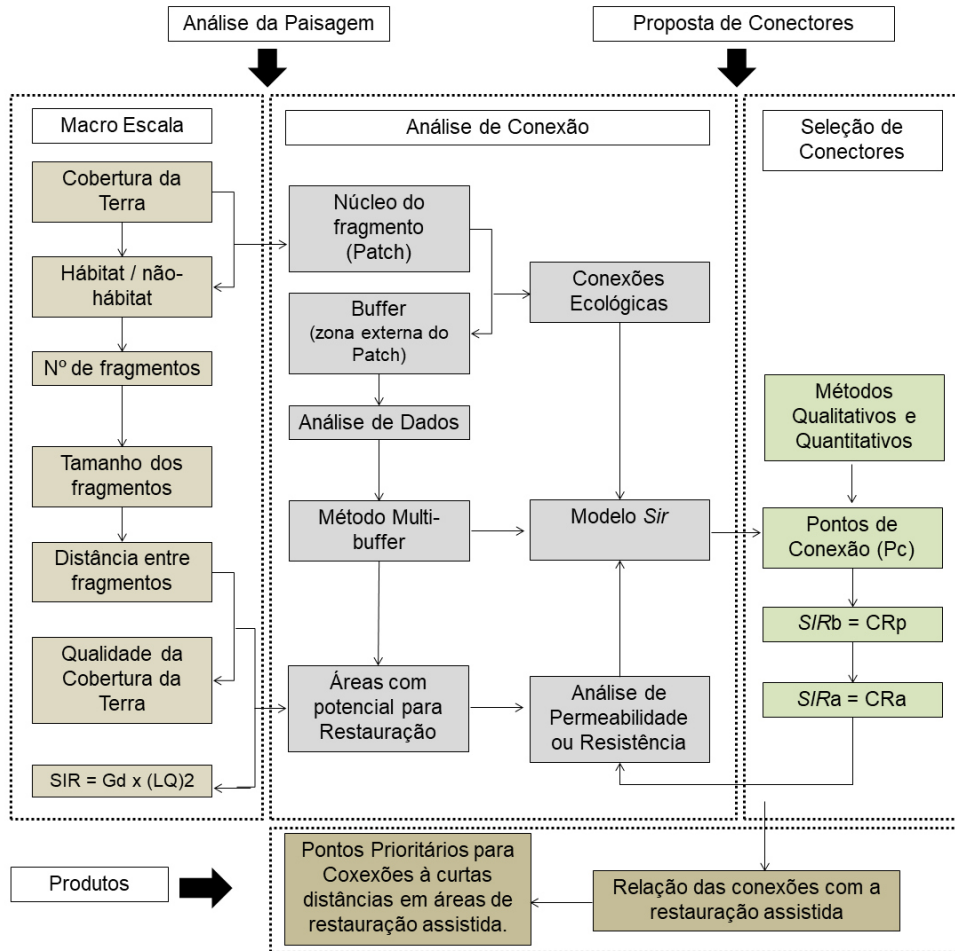 Análise da Paisagem
Proposta de Conectores
Macro Escala
Cobertura da
Terra
Hábitat / não-
hábitat
Nº de fragmentos
Tamanho dos
fragmentos
Distância entre
fragmentos
Qualidade da
Cobertura da
Terra
SIR = Gd x (LQ)2
Análise de Conexão
Núcleo do
fragmento
(Patch)
Buffer
(zona externa do
Patch)
Análise de Dados
Método Multi-
buffer
Áreas com
potencial para
Restauração
Conexões
Ecológicas
Modelo Sir
Análise de
Permeabilidade
ou Resistência
Seleção de
Conectores
Métodos
Qualitativos e
Quantitativos
Pontos de
Conexão (Pc)
SIRb = CRp
SIRa = CRa
Produtos
Pontos Prioritários para
Coxexões à curtas
distâncias em áreas de
restauração assistida.
Relação das conexões com a
restauração assistida